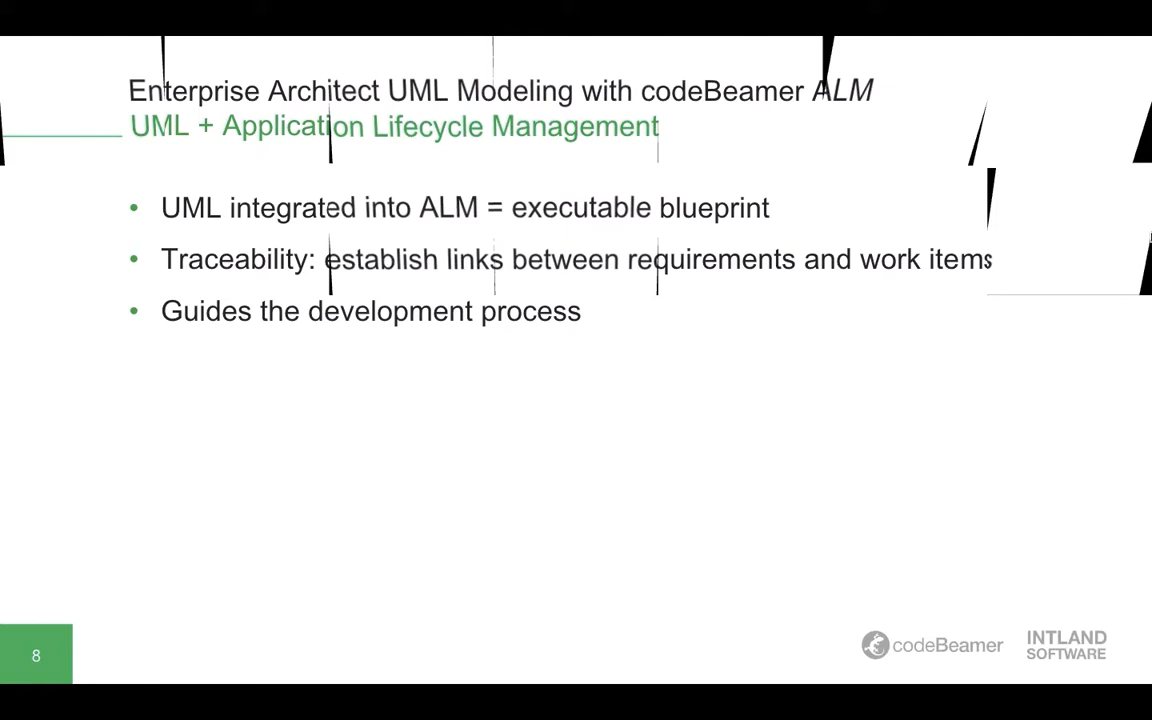 Enterprise Architect UML Modeling with codeBeamer ALM
UML + Application Lifecycle Management
• UML integrated into ALM = executable blueprint
• Traceability: establish links between requirements and work items
• Guides the development process
8
codeBeamer
INTLAND
SOFTWARE